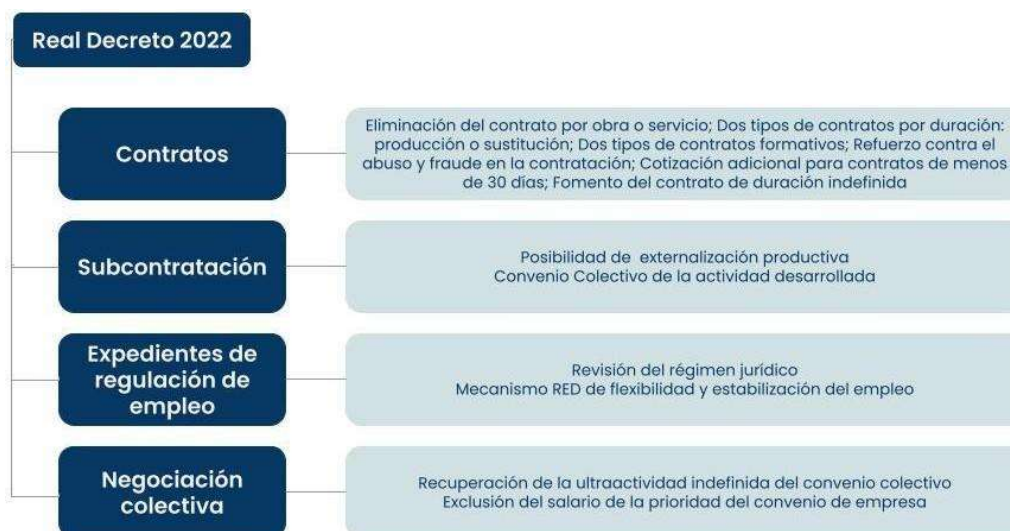 Real Decreto 2022
Contratos
Eliminación del contrato por obra o servicio; Dos tipos de contratos por duración:
producción o sustitución; Dos tipos de contratos formativos; Refuerzo contra el
abuso y fraude en la contratación; Cotización adicional para contratos de menos
de 30 días; Fomento del contrato de duración indefinida
Subcontratación
Posibilidad de externalización productiva
Convenio Colectivo de la actividad desarrollada
Expedientes de
regulación de
empleo
Revisión del régimen jurídico
Mecanismo RED de flexibilidad y estabilización del empleo
Negociación
colectiva
Recuperación de la ultraactividad indefinida del convenio colectivo
Exclusión del salario de la prioridad del convenio de empresa